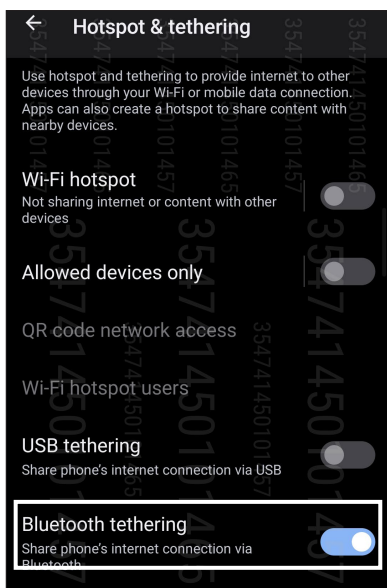 Hotspot & tethering
Use hotspot and tethering to provide internet to other
devices through your Wi-Fi or mobile data connection.
Apps can also create a hotspot to share content with
nearby devices.
Wi-Fi hotspot
Not sharing internet or content with other
devices
Allowed devices only
QR code network access
Wi-Fi hotspot users
USB tethering
Share phone's internet connection via USB
Bluetooth tethering
Share phone's internet connection via
Bluetooth